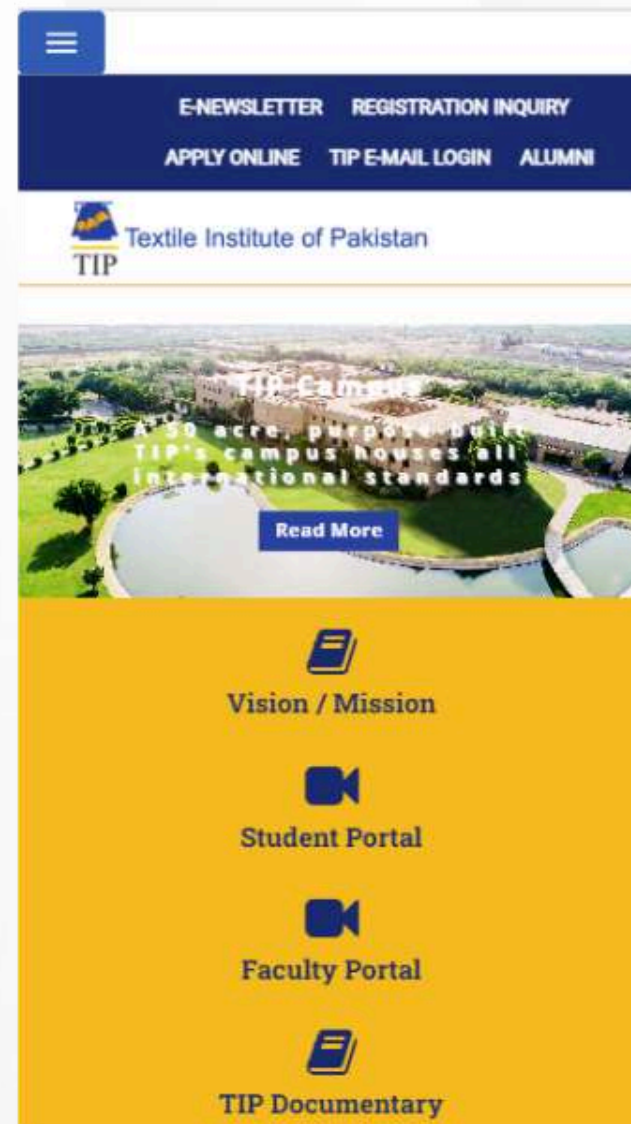 E-NEWSLETTER REGISTRATION INQUIRY
APPLY ONLINE TIP E-MAIL LOGIN ALUMNI
TIP
Textile Institute of Pakistan
TIP Campus
A 50 acre, purpose built
TIP's campus houses all
international standards
Read More
Vision / Mission
Student Portal
Faculty Portal
TIP Documentary